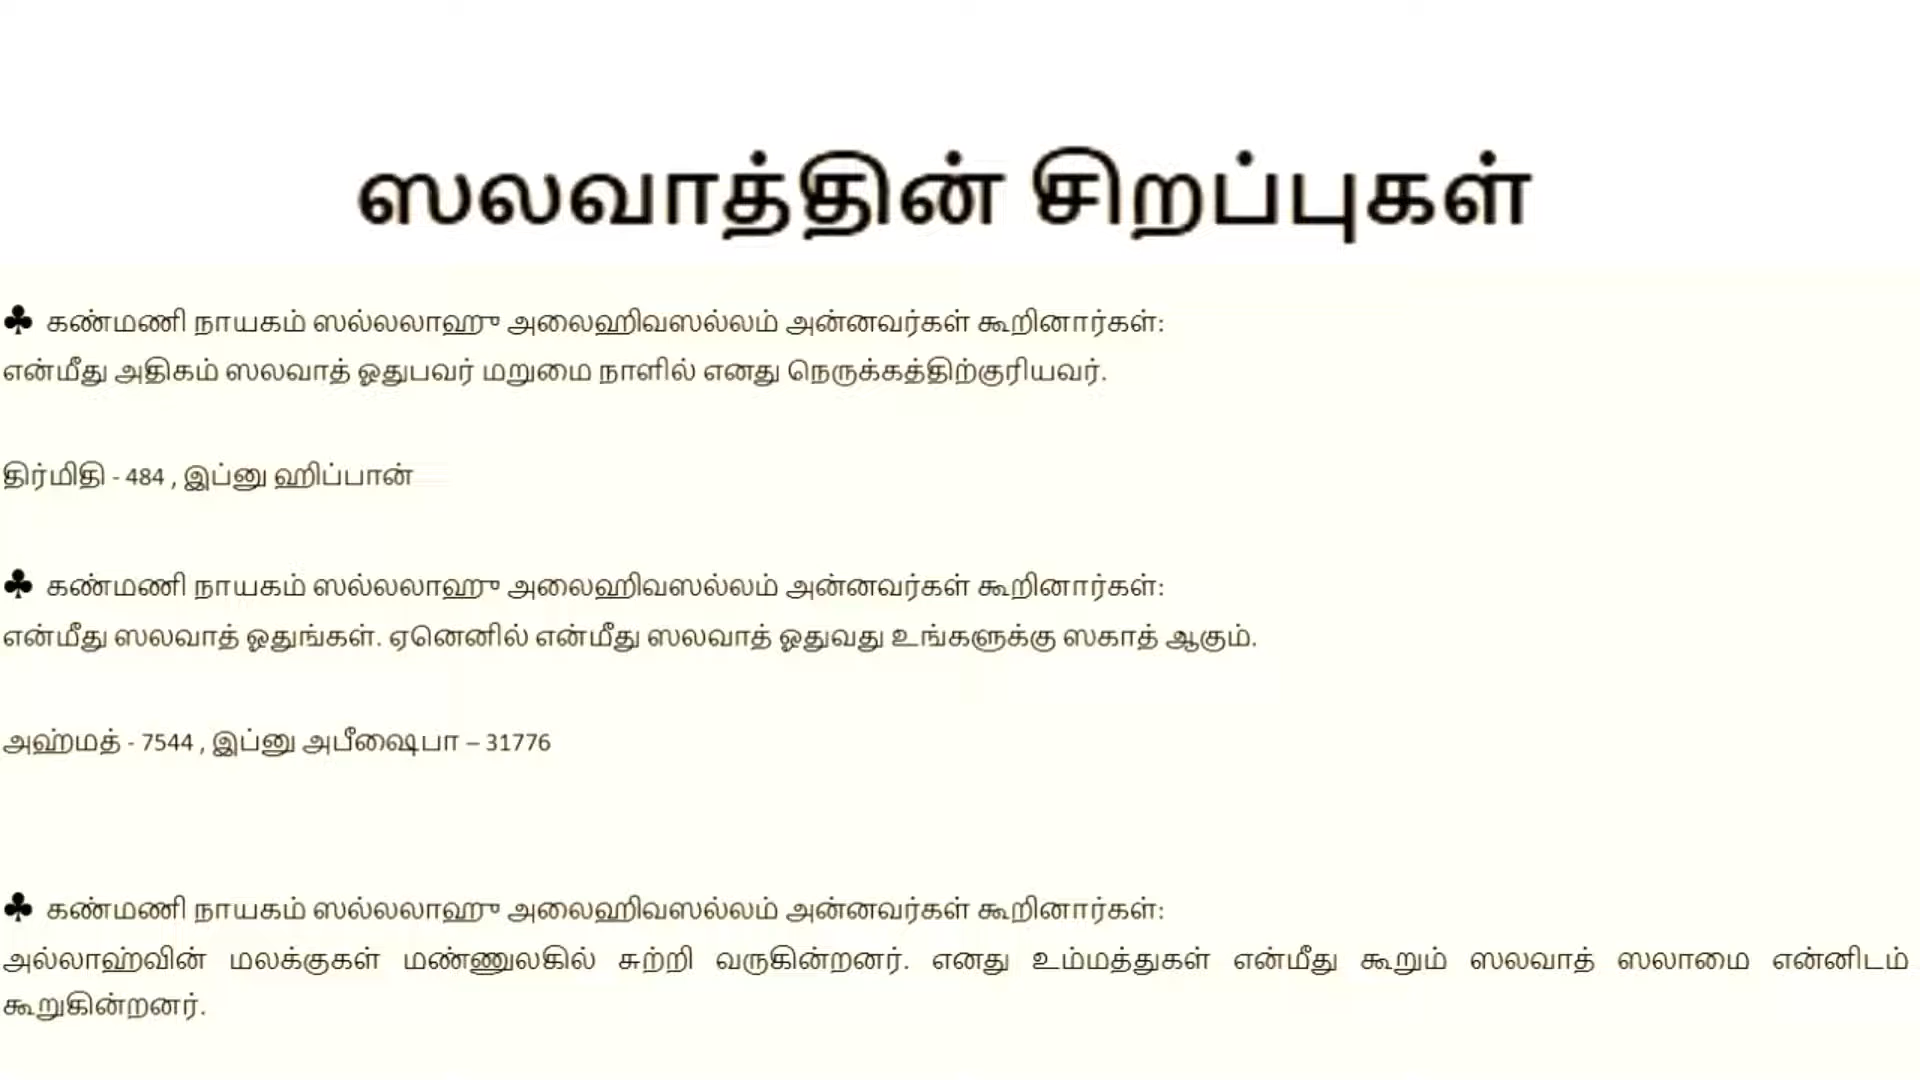 ஸலவாத்தின் சிறப்புகள்
♣ கண்மணி நாயகம் ஸல்லலாஹு அலைஹிவஸல்லம் அன்னவர்கள் கூறினார்கள்:
என்மீது அதிகம் ஸலவாத் ஓதுபவர் மறுமை நாளில் எனது நெருக்கத்திற்குரியவர்.
திர்மிதி - 484 , இப்னு ஹிப்பான்
♣ கண்மணி நாயகம் ஸல்லலாஹு அலைஹிவஸல்லம் அன்னவர்கள் கூறினார்கள்:
என்மீது ஸலவாத் ஓதுங்கள். ஏனெனில் என்மீது ஸலவாத் ஓதுவது உங்களுக்கு ஸகாத் ஆகும்.
அஹ்மத் - 7544 , இப்னு அபீஷைபா – 31776
♣ கண்மணி நாயகம் ஸல்லலாஹு அலைஹிவஸல்லம் அன்னவர்கள் கூறினார்கள்:
அல்லாஹ்வின் மலக்குகள் மண்ணுலகில் சுற்றி வருகின்றனர். எனது உம்மத்துகள் என்மீது கூறும் ஸலவாத் ஸலாமை என்னிடம்
கூறுகின்றனர்.